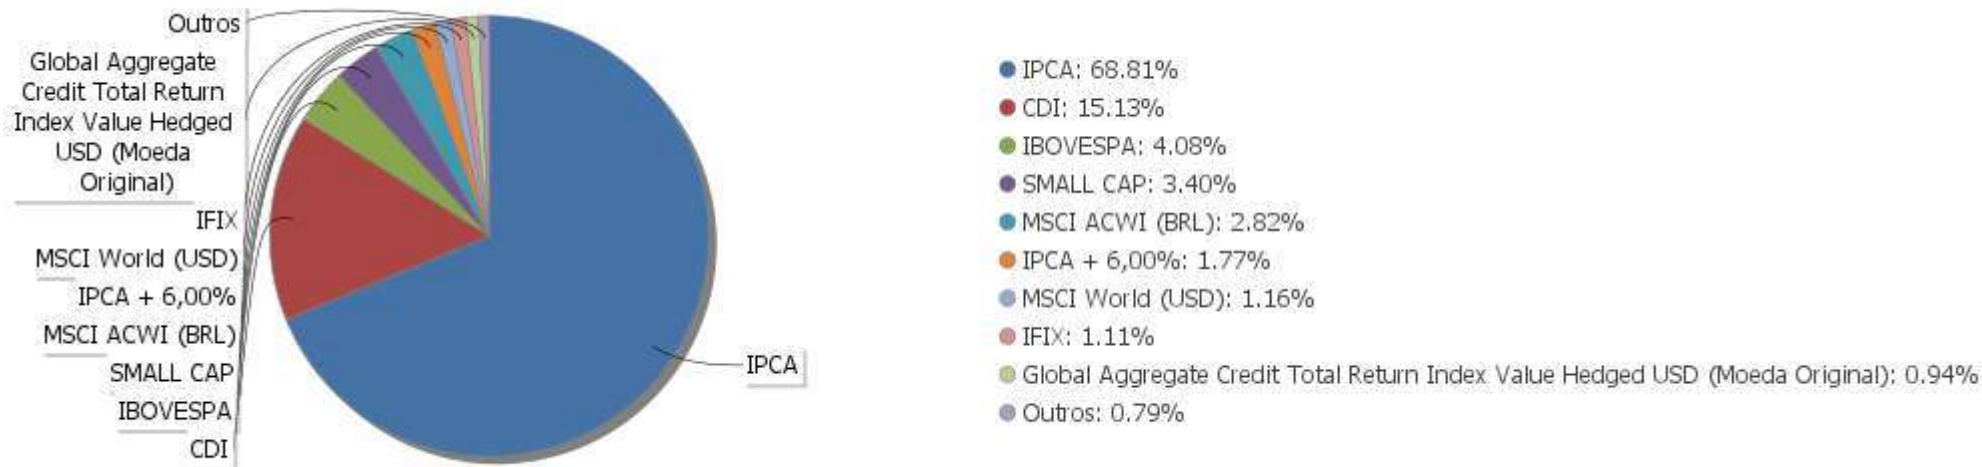 Outros
Global Aggregate
Credit Total Return
Index Value Hedged
USD (Moeda
Original)
IFIX
MSCI World (USD)
IPCA + 6,00%
MSCI ACWI (BRL)
SMALL CAP
IBOVESPA
CDI
IPCA
IPCA: 68.81%
CDI: 15.13%
IBOVESPA: 4.08%
SMALL CAP: 3.40%
MSCI ACWI (BRL): 2.82%
IPCA + 6,00%: 1.77%
MSCI World (USD): 1.16%
IFIX: 1.11%
Global Aggregate Credit Total Return Index Value Hedged USD (Moeda Original): 0.94%
Outros: 0.79%